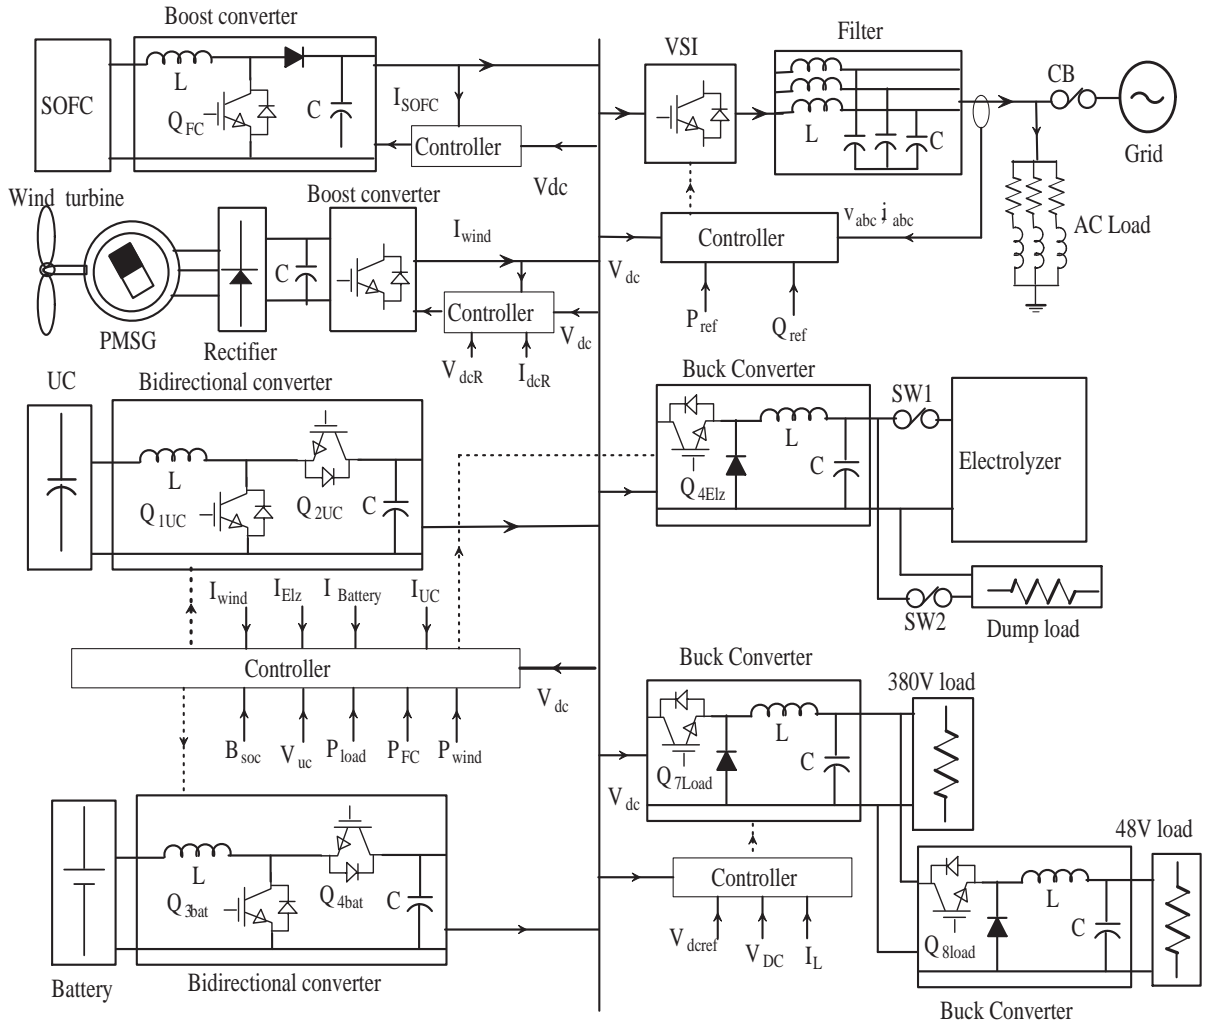 Boost converter
SOFC
L
Q FC
C
I SOFC
Controller
Vdc
Wind turbine
PMSG
Rectifier
C
Boost converter
I wind
Controller
V dc
V dcR
I dcR
UC
Bidirectional converter
L
Q 1UC
Q 2UC
C
I wind
I Elz
I Battery
I UC
Controller
V dc
B soc
V uc
P load
P FC
P wind
L
Q 3bat
Q 4bat
C
Battery
Bidirectional converter
VSI
Filter
L
C
CB
Grid
AC Load
v abc, i abc
Controller
V dc
P ref
Q ref
Buck Converter
Q 4Elz
L
C
SW1
Electrolyzer
SW2
Dump load
Buck Converter
Q 7Load
L
C
V dc
380V load
Controller
V dcref
V DC
I L
48V load
Q 8load
L
C
Buck Converter